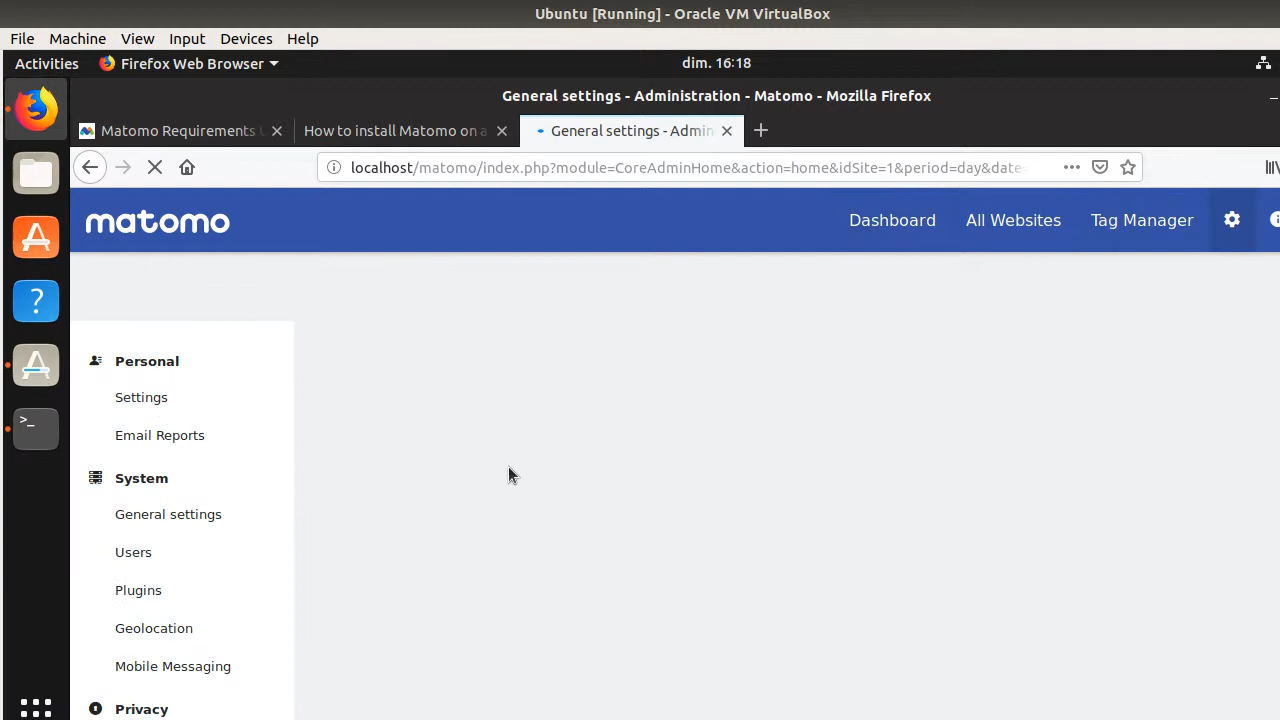 Ubuntu [Running] - Oracle VM VirtualBox
File Machine View Input Devices Help
Activities Firefox Web Browser dim. 16:18
General settings - Administration - Matomo - Mozilla Firefox
Matomo Requirements How to install Matomo on a General settings - Admin
localhost/matomo/index.php?module=CoreAdminHome&action=home&idSite=1&period=day&date=
matomo Dashboard All Websites Tag Manager
Personal
Settings
Email Reports
System
General settings
Users
Plugins
Geolocation
Mobile Messaging
Privacy